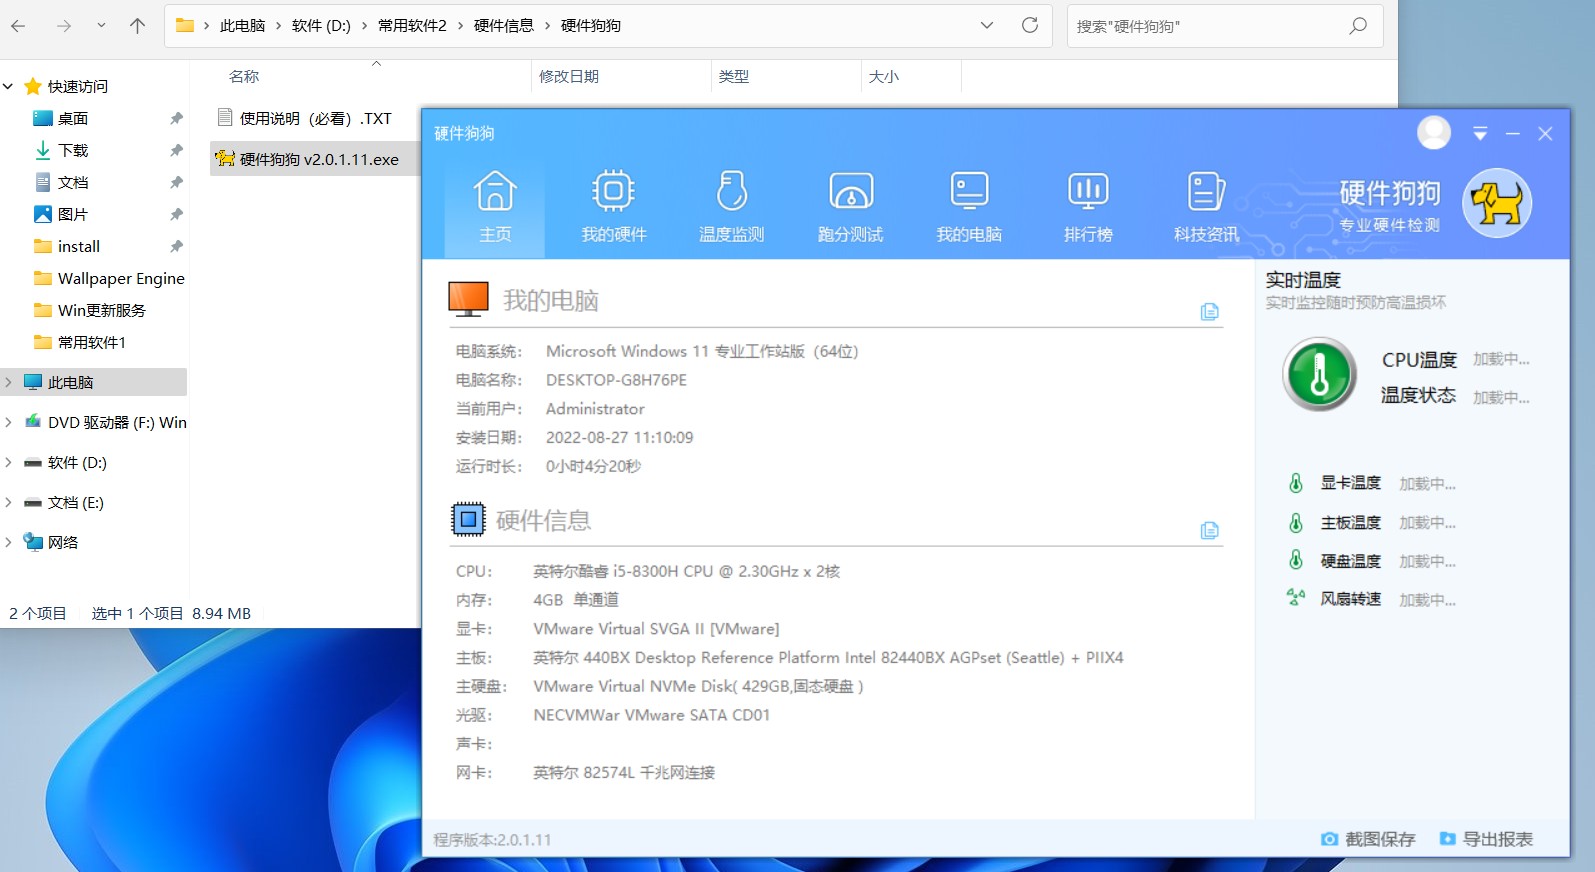 此电脑 > 软件 (D:) > 常用软件2 > 硬件信息 > 硬件狗狗
搜索"硬件狗狗"
名称 修改日期 类型 大小
快速访问
桌面
下载
文档
图片
install
Wallpaper Engine
Win更新服务
常用软件1
此电脑
DVD 驱动器 (F:) Win
软件 (D:)
文档 (E:)
网络
使用说明（必看）.TXT
硬件狗狗 v2.0.1.11.exe
2 个项目 选中 1 个项目 8.94 MB
硬件狗狗
主页 我的硬件 温度监测 跑分测试 我的电脑 排行榜 科技资讯
硬件狗狗
专业硬件检测
我的电脑
电脑系统： Microsoft Windows 11 专业工作站版（64位）
电脑名称： DESKTOP-G8H76PE
当前用户： Administrator
安装日期： 2022-08-27 11:10:09
运行时长： 0小时4分20秒
硬件信息
CPU： 英特尔酷睿 i5-8300H CPU @ 2.30GHz x 2核
内存： 4GB 单通道
显卡： VMware Virtual SVGA II [VMware]
主板： 英特尔 440BX Desktop Reference Platform Intel 82440BX AGPset (Seattle) + PIIX4
主硬盘： VMware Virtual NVMe Disk( 429GB,固态硬盘 )
光驱： NECVMWar VMware SATA CD01
声卡：
网卡： 英特尔 82574L 千兆网连接
实时温度
实时监控随时预防高温损坏
CPU温度 加载中...
温度状态 加载中...
显卡温度 加载中...
主板温度 加载中...
硬盘温度 加载中...
风扇转速 加载中...
程序版本:2.0.1.11
截图保存 导出报表